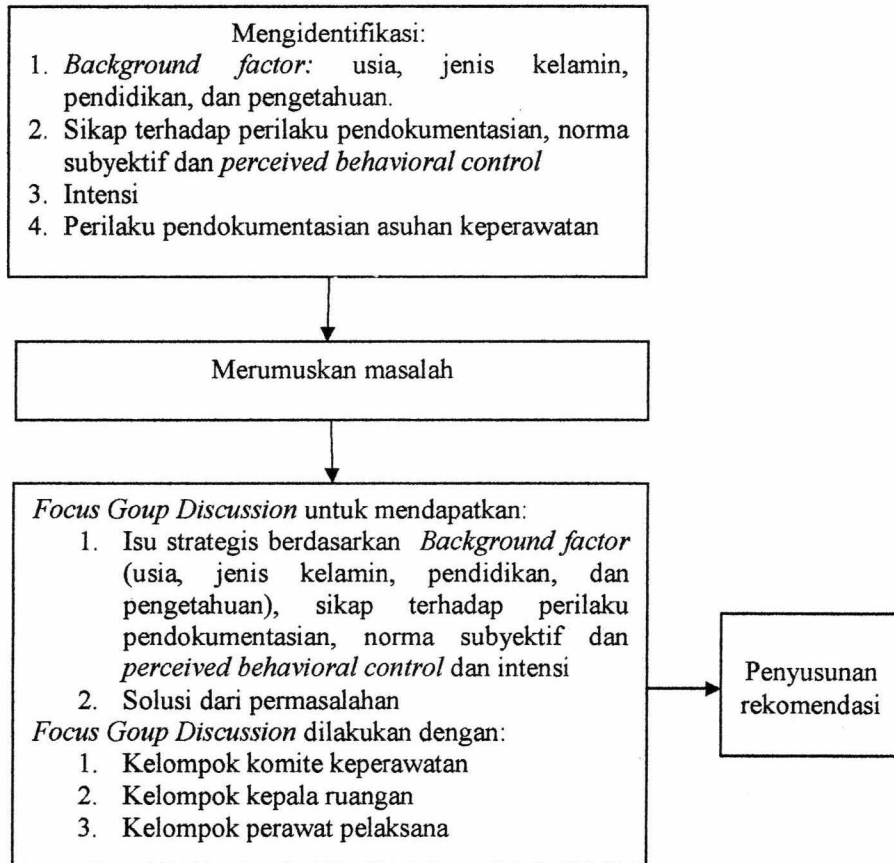 Mengidentifikasi:
1. Background factor: usia, jenis kelamin,
pendidikan, dan pengetahuan.
2. Sikap terhadap perilaku pendokumentasian, norma
subyektif dan perceived behavioral control
3. Intensi
4. Perilaku pendokumentasian asuhan keperawatan
Merumuskan masalah
Focus Goup Discussion untuk mendapatkan:
1. Isu strategis berdasarkan Background factor
(usia, jenis kelamin, pendidikan, dan
pengetahuan), sikap terhadap perilaku
pendokumentasian, norma subyektif dan
perceived behavioral control dan intensi
2. Solusi dari permasalahan
Focus Goup Discussion dilakukan dengan:
1. Kelompok komite keperawatan
2. Kelompok kepala ruangan
3. Kelompok perawat pelaksana
Penyusunan
rekomendasi